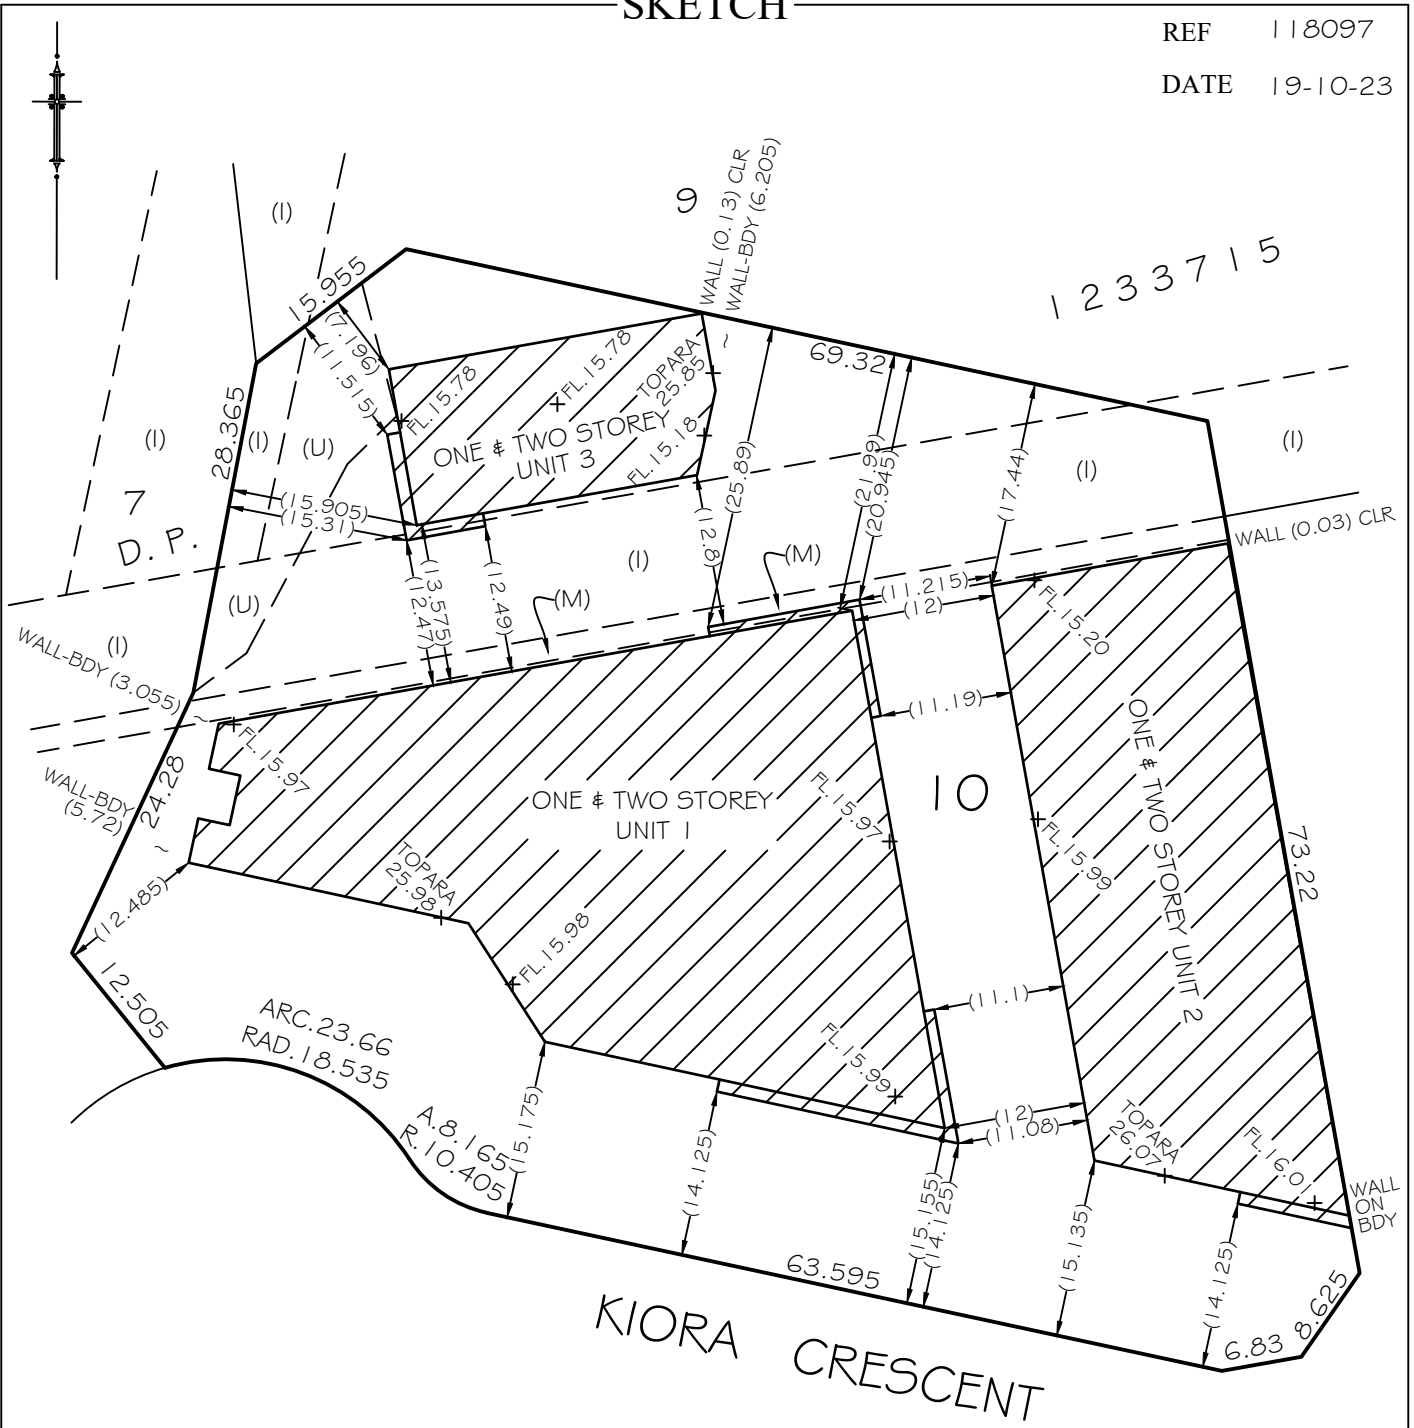 SKETCH
REF 118097
DATE 19-10-23
(I)
9
WALL (0.13) CLR
WALL-BDY (6.205)
1233715
15.955
(7.196)
(11.515)
69.32
FL.15.78
FL.15.78
TOPARA
25.85
FL.15.18
ONE & TWO STOREY
UNIT 3
28.365
(I)
(I)
(U)
(15.905)
(15.31)
7
D. P.
(25.89)
(21.99)
(20.945)
(17.44)
(I)
(I)
WALL (0.03) CLR
(12.8)
(I)
(M)
(M)
(11.215)
(12)
(12.47)
(13.575)
(12.49)
(U)
(I)
WALL-BDY (3.055)
~
~
FL.15.20
(11.19)
FL.15.97
24.28
WALL-BDY
(5.72)
~
ONE & TWO STOREY
UNIT 1
FL.15.97
10
ONE & TWO STOREY UNIT 2
FL.15.99
73.22
TOPARA
25.98
(12.485)
FL.15.98
12.505
ARC.23.66
RAD.18.535
(11.1)
FL.15.99
A.8.165
R.10.405
(15.175)
(14.125)
(12)
(11.08)
TOPARA
26.07
FL.16.01
WALL
ON
BDY
(15.155)
(14.125)
(15.135)
(14.125)
63.595
6.83
8.625
KIORA CRESCENT